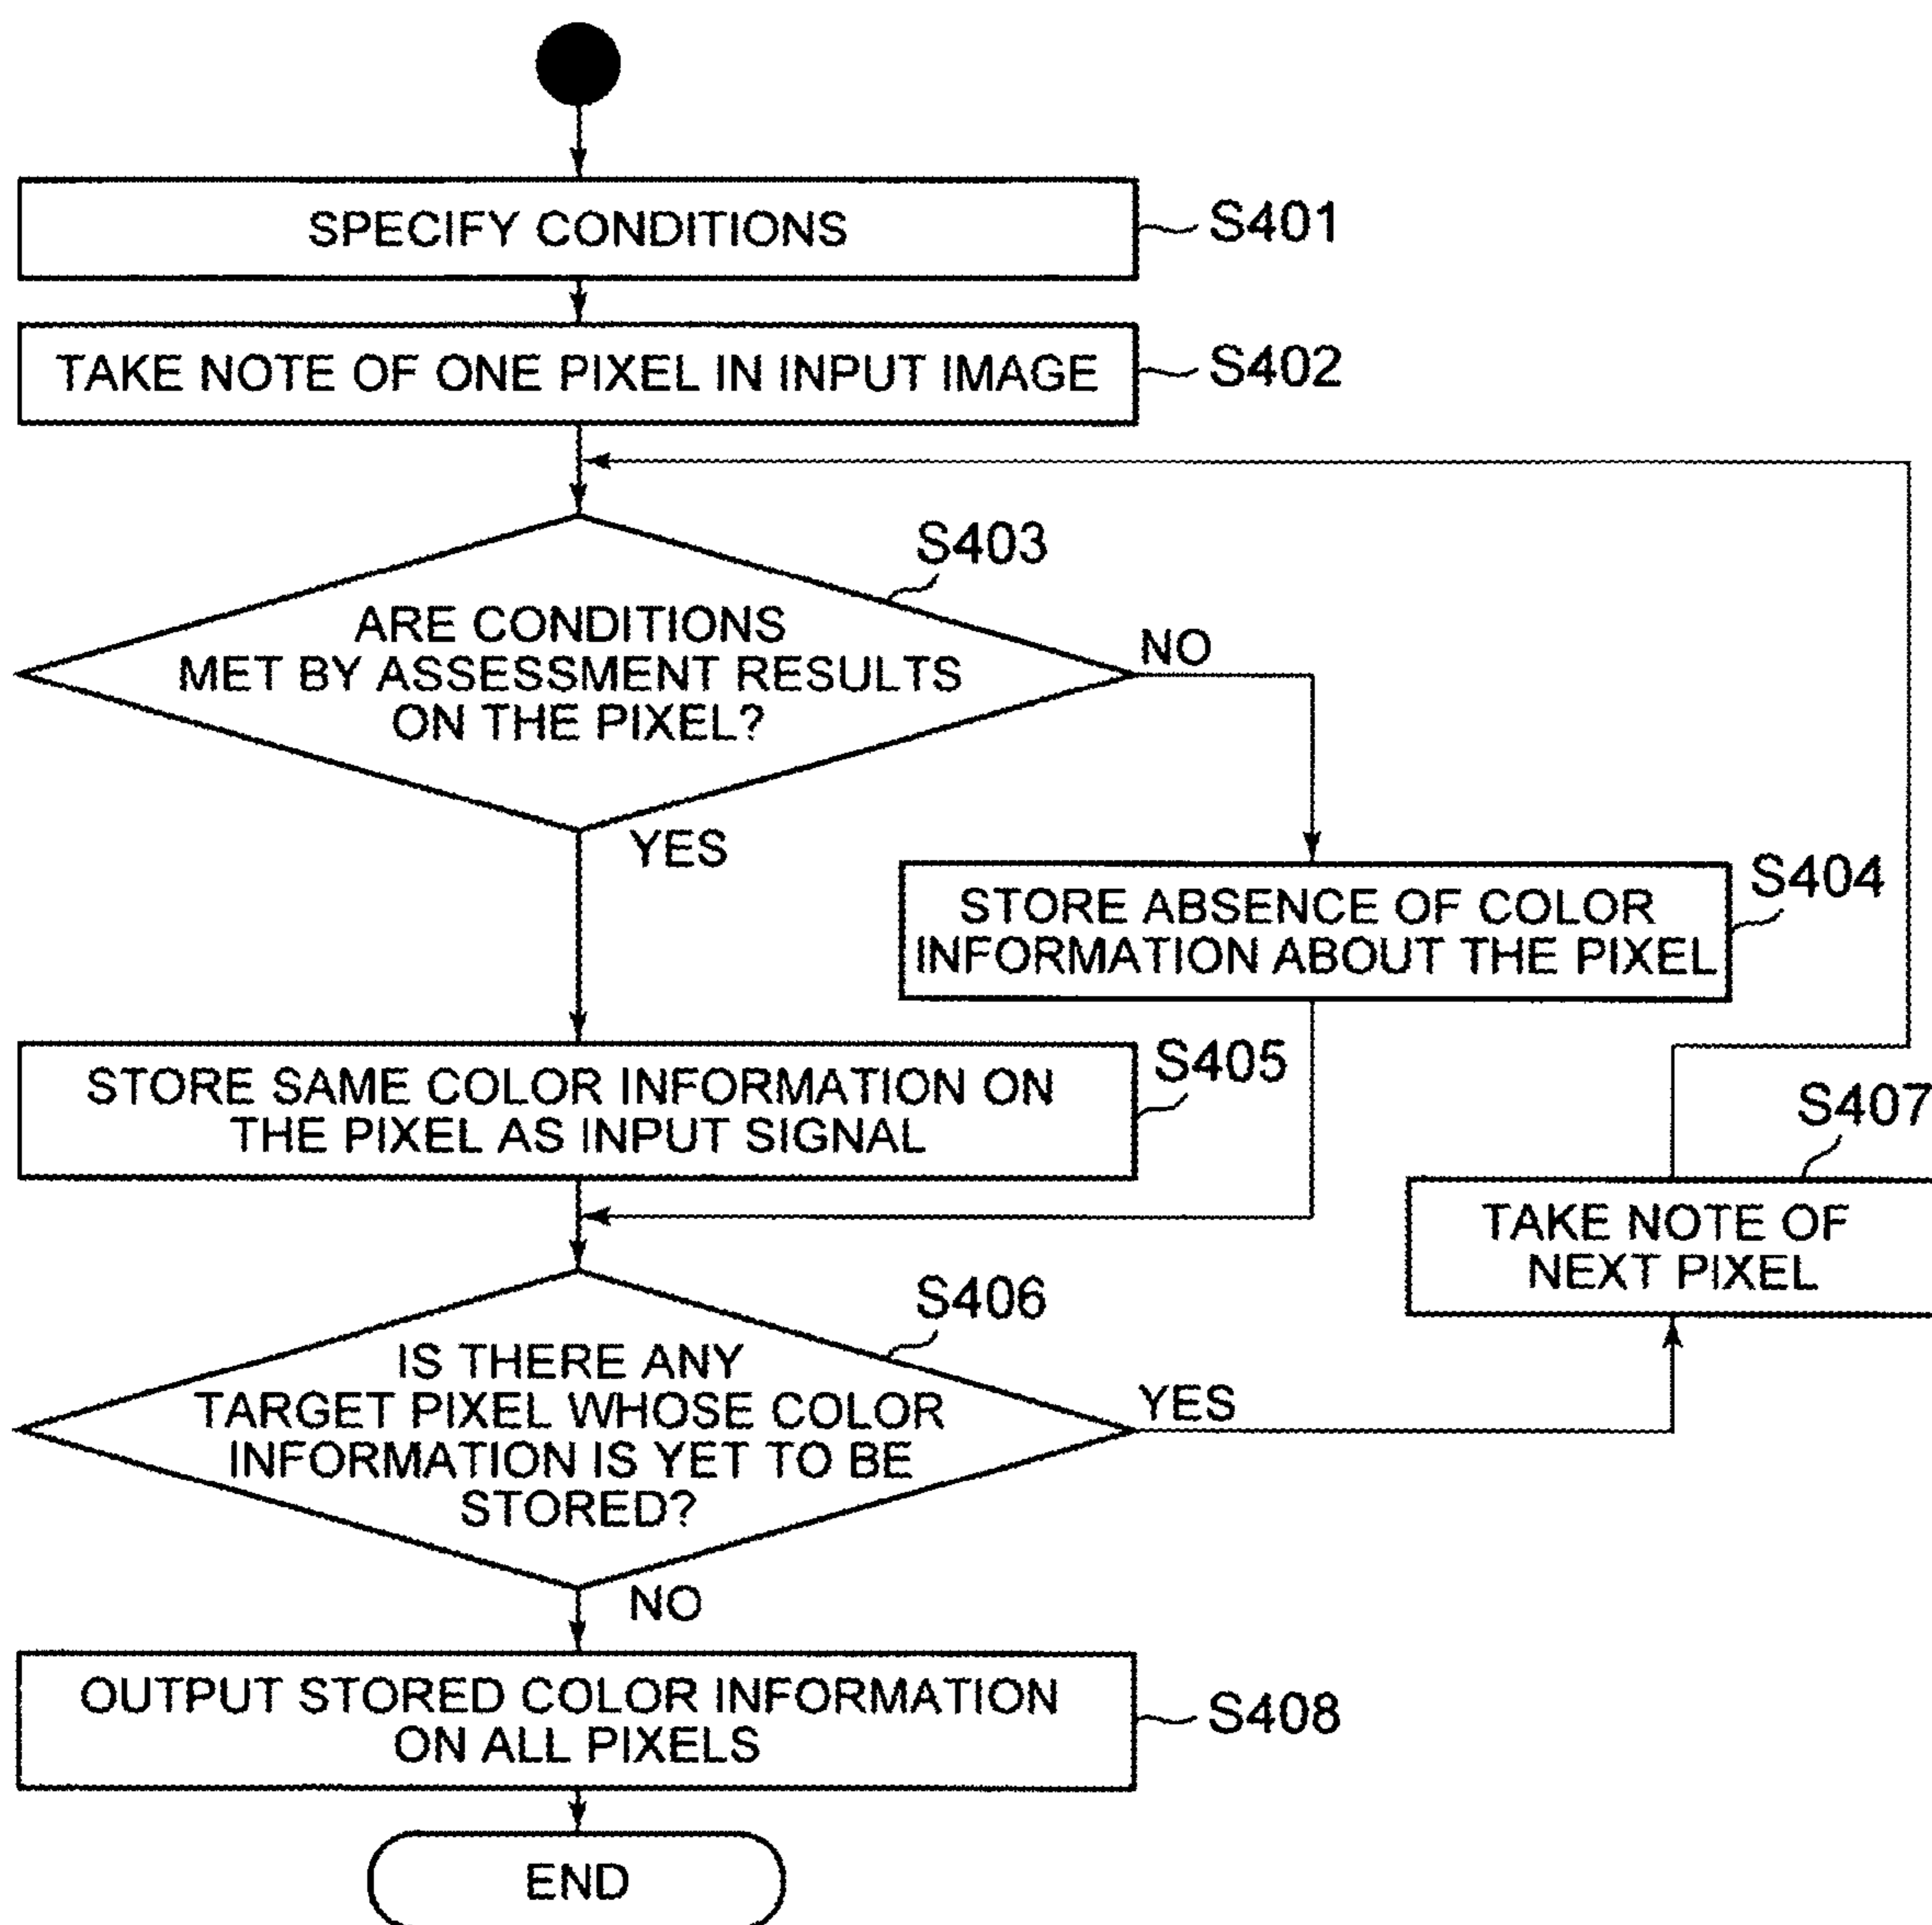 SPECIFY CONDITIONS
S401
TAKE NOTE OF ONE PIXEL IN INPUT IMAGE
S402
S403
ARE CONDITIONS
MET BY ASSESSMENT RESULTS
ON THE PIXEL?
NO
YES
S404
STORE ABSENCE OF COLOR
INFORMATION ABOUT THE PIXEL
S405
STORE SAME COLOR INFORMATION ON
THE PIXEL AS INPUT SIGNAL
S407
TAKE NOTE OF
NEXT PIXEL
S406
IS THERE ANY
TARGET PIXEL WHOSE COLOR
INFORMATION IS YET TO BE
STORED?
YES
NO
OUTPUT STORED COLOR INFORMATION
ON ALL PIXELS
S408
END